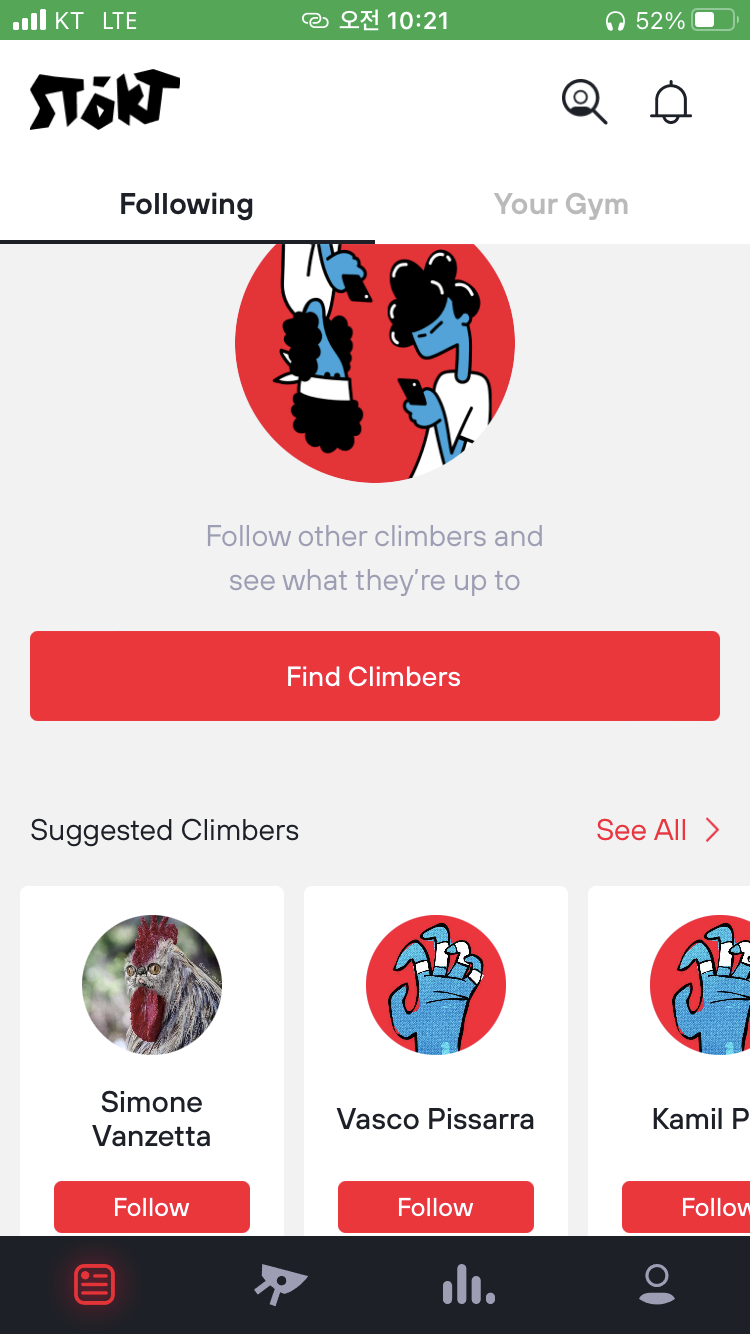 KT LTE 오전 10:21 52%
STÖKT
Following Your Gym
Follow other climbers and
see what they're up to
Find Climbers
Suggested Climbers See All
Simone
Vanzetta
Vasco Pissarra
Kamil P
Follow Follow Follow